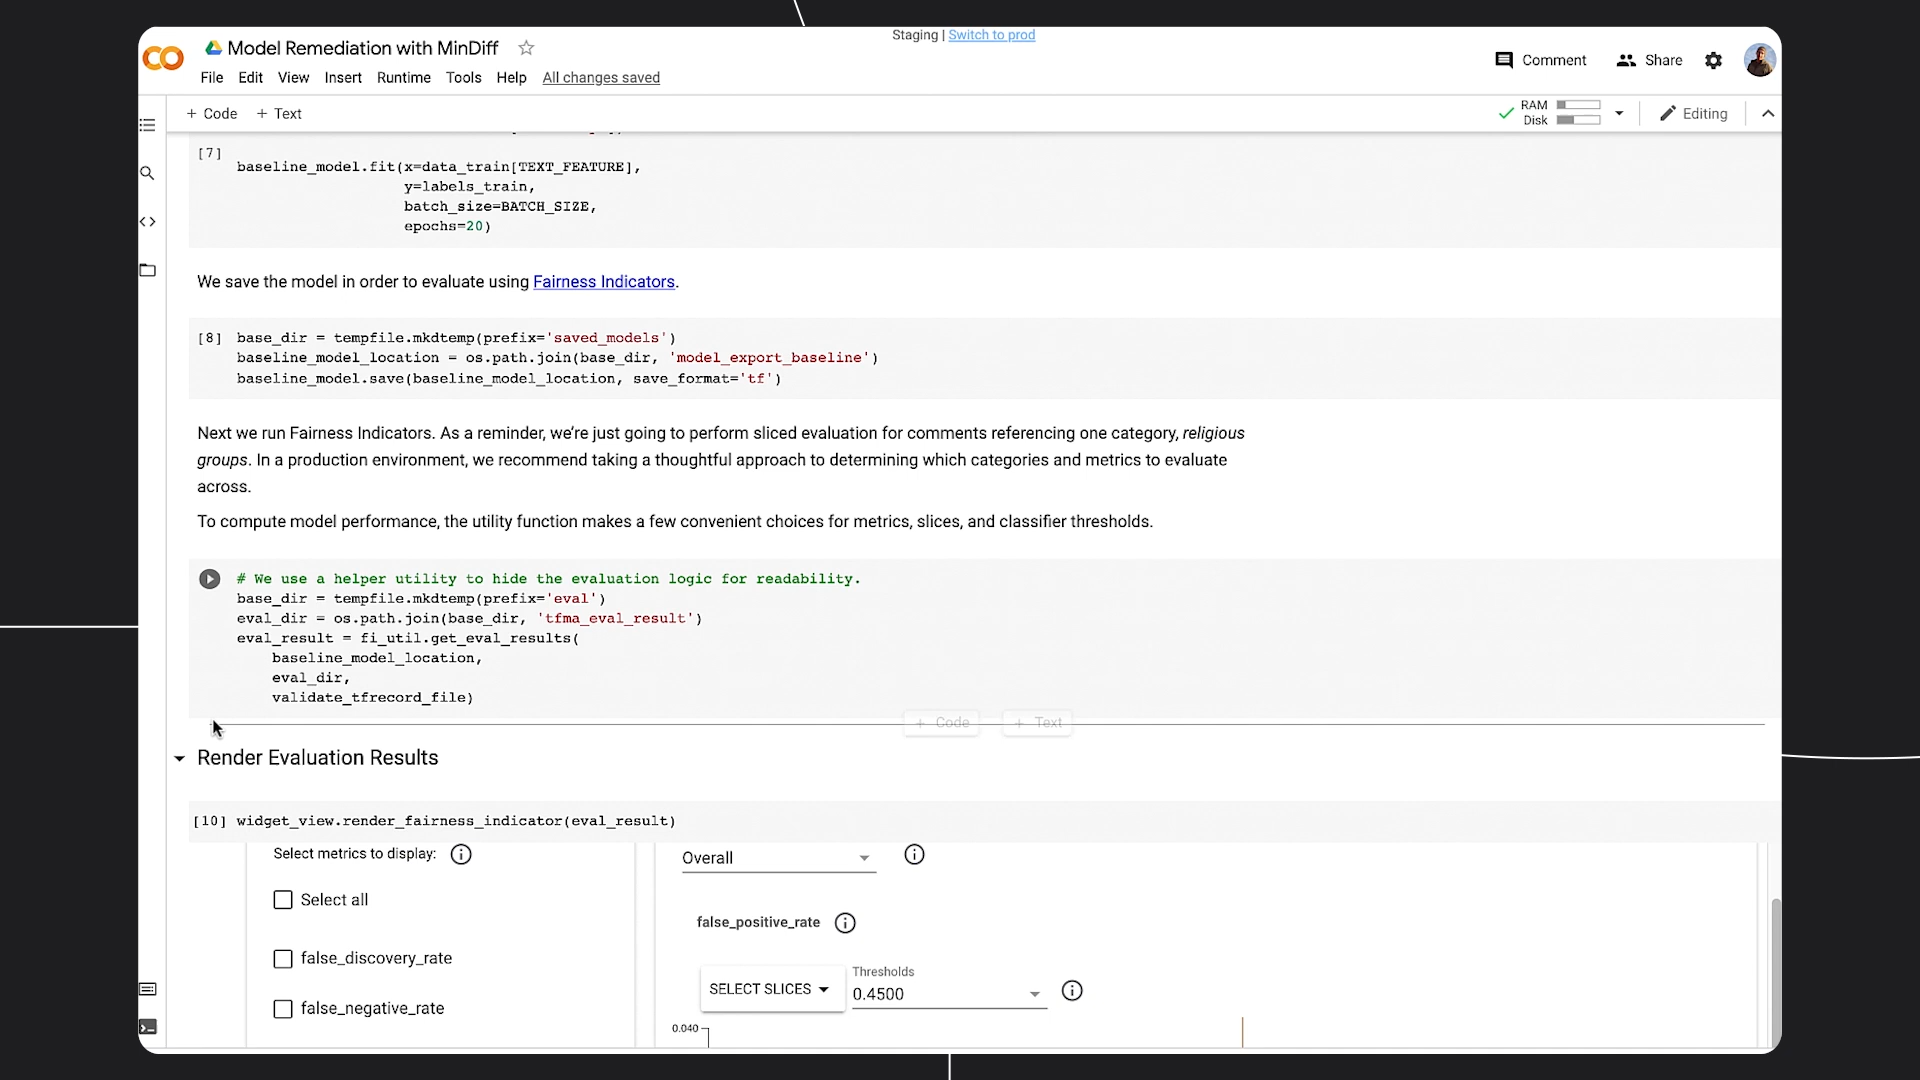 Staging | Switch to prod
Model Remediation with MinDiff
File Edit View Insert Runtime Tools Help All changes saved
Comment Share
+ Code + Text
RAM
Disk
Editing
[7]
baseline_model.fit(x=data_train[TEXT_FEATURE],
y=labels_train,
batch_size=BATCH_SIZE,
epochs=20)
We save the model in order to evaluate using Fairness Indicators.
[8] base_dir = tempfile.mkdtemp(prefix='saved_models')
baseline_model_location = os.path.join(base_dir, 'model_export_baseline')
baseline_model.save(baseline_model_location, save_format='tf')
Next we run Fairness Indicators. As a reminder, we’re just going to perform sliced evaluation for comments referencing one category, religious
groups. In a production environment, we recommend taking a thoughtful approach to determining which categories and metrics to evaluate
across.
To compute model performance, the utility function makes a few convenient choices for metrics, slices, and classifier thresholds.
# We use a helper utility to hide the evaluation logic for readability.
base_dir = tempfile.mkdtemp(prefix='eval')
eval_dir = os.path.join(base_dir, 'tfma_eval_result')
eval_result = fi_util.get_eval_results(
baseline_model_location,
eval_dir,
validate_tfrecord_file)
+ Code + Text
Render Evaluation Results
[10] widget_view.render_fairness_indicator(eval_result)
Select metrics to display:
Overall
Select all
false_positive_rate
false_discovery_rate
Thresholds
SELECT SLICES
0.4500
false_negative_rate
0.040